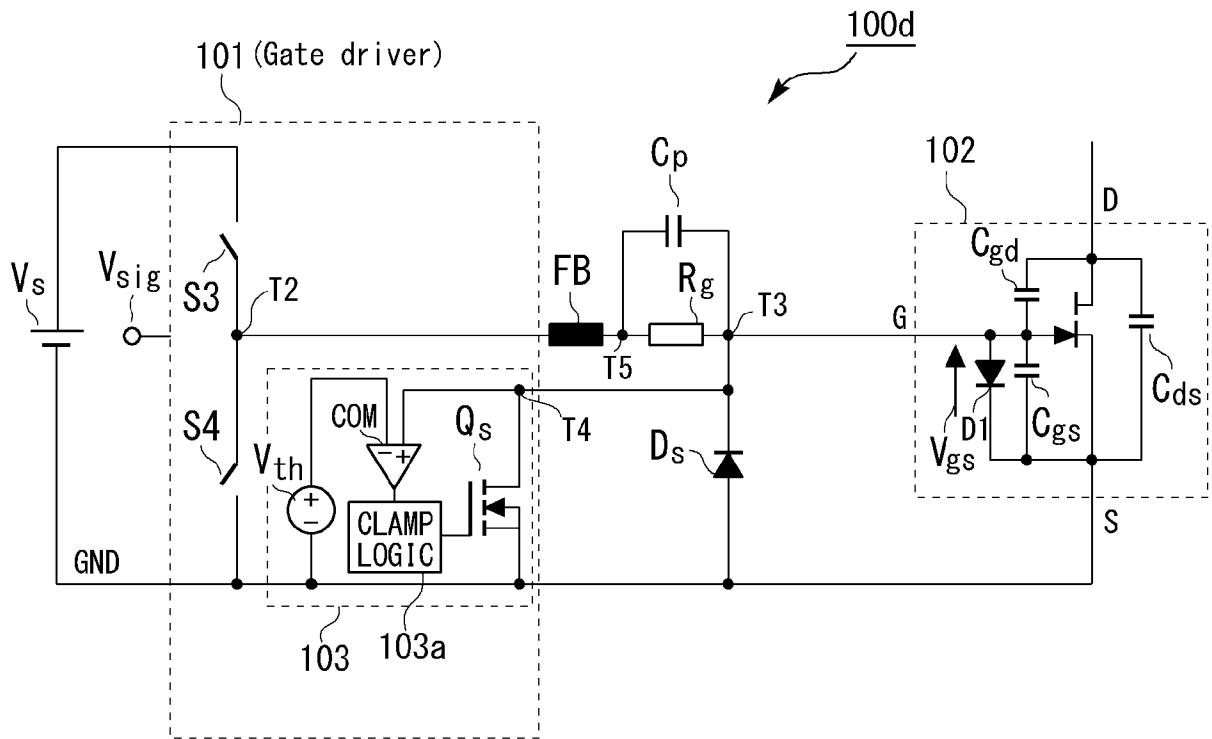 100d
101 (Gate driver)
Cp
102
D
Cgd
Vs
Vsig
S3
T2
FB
Rg
T3
G
T5
Cds
S4
COM
- +
Qs
T4
Ds
Vgs
D1
Cgs
Vth
+
-
CLAMP
LOGIC
S
GND
103
103a